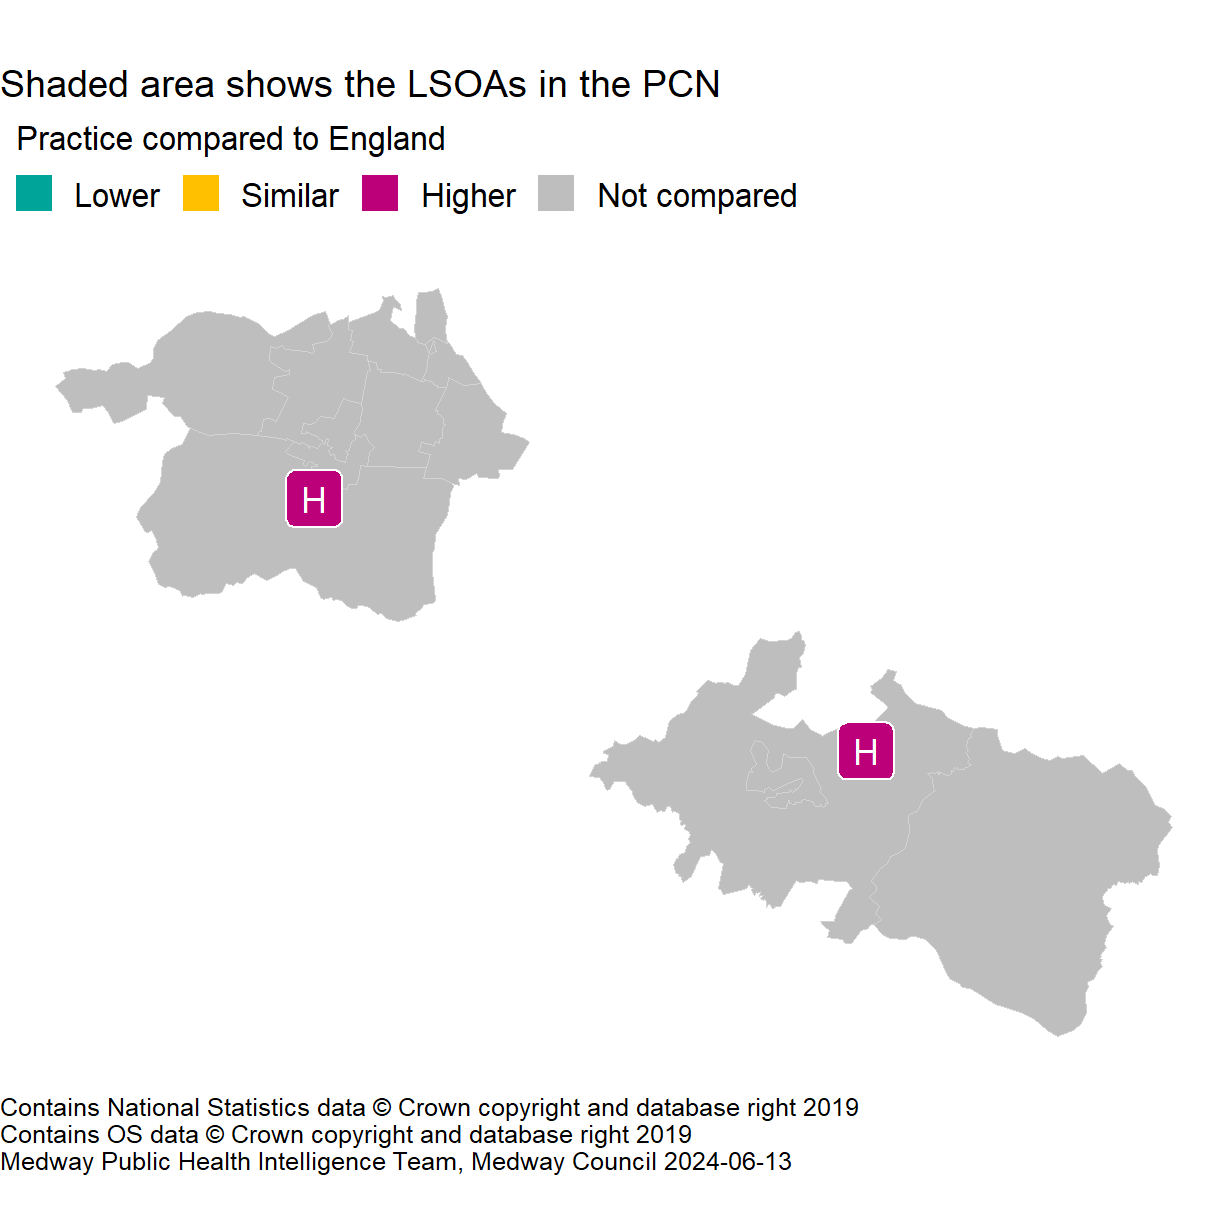 Shaded area shows the LSOAs in the PCN
Practice compared to England
Lower Similar Higher Not compared
H
H
Contains National Statistics data © Crown copyright and database right 2019
Contains OS data © Crown copyright and database right 2019
Medway Public Health Intelligence Team, Medway Council 2024-06-13